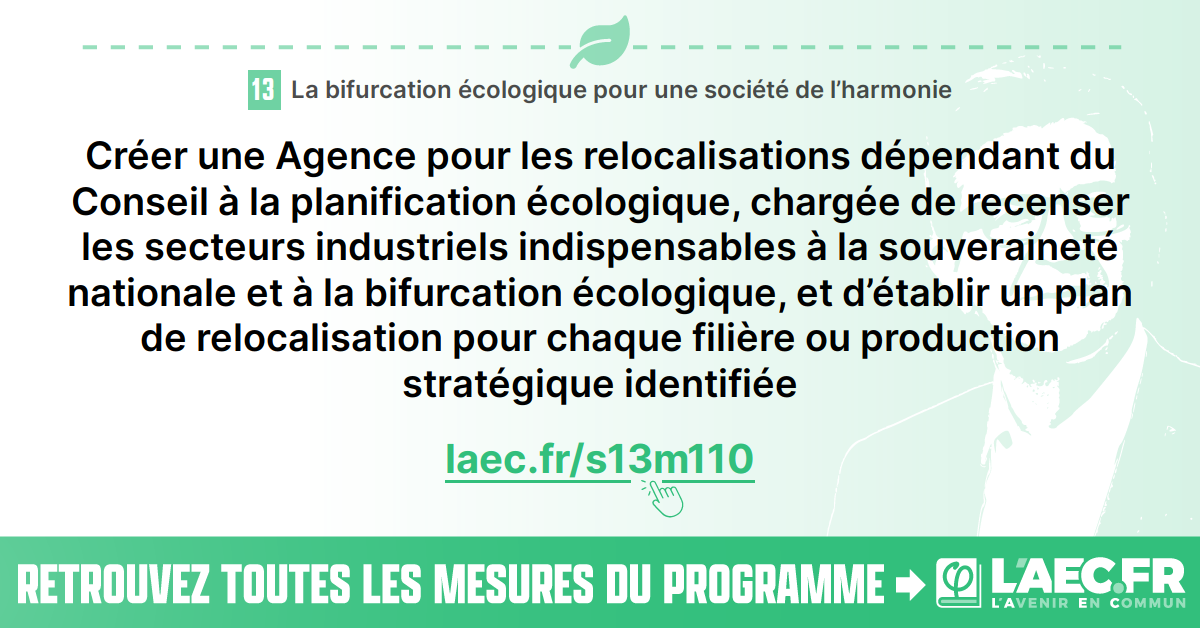 13 La bifurcation écologique pour une société de l’harmonie
Créer une Agence pour les relocalisations dépendant du
Conseil à la planification écologique, chargée de recenser
les secteurs industriels indispensables à la souveraineté
nationale et à la bifurcation écologique, et d’établir un plan
de relocalisation pour chaque filière ou production
stratégique identifiée
laec.fr/s13m110
RETROUVEZ TOUTES LES MESURES DU PROGRAMME
L'AEC.FR
L'AVENIR EN COMMUN